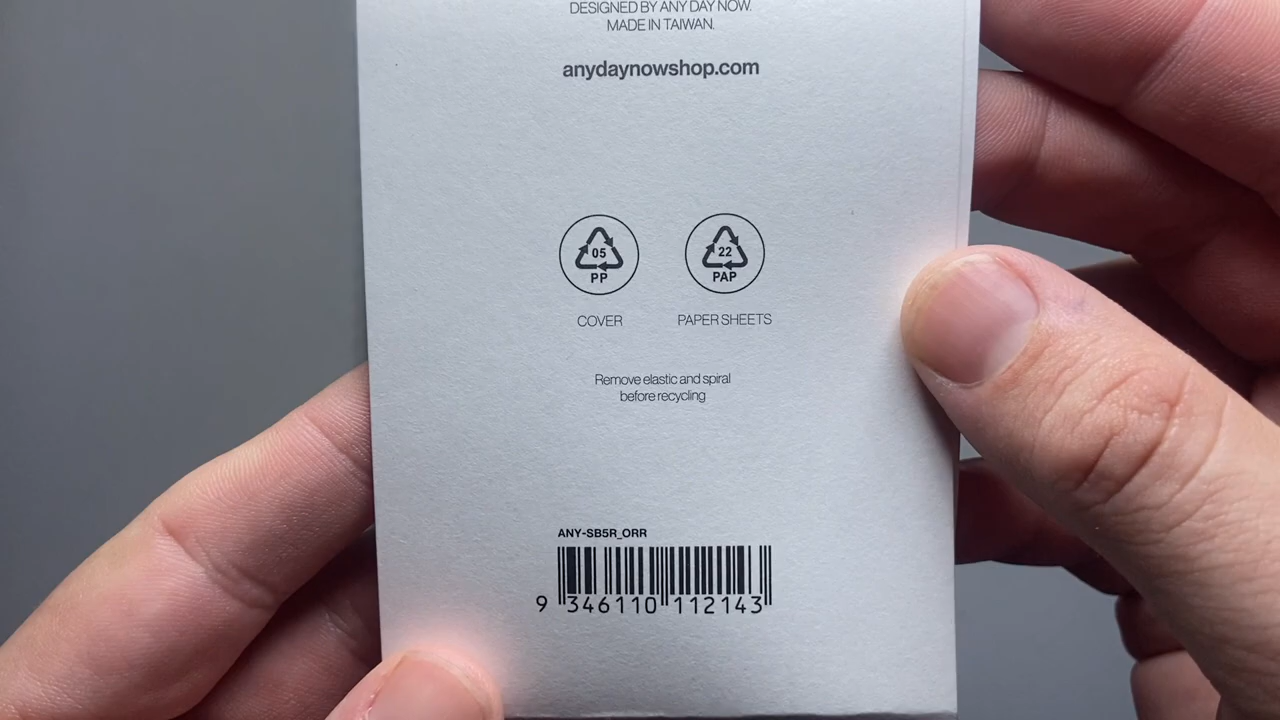 DESIGNED BY ANY DAY NOW.
MADE IN TAIWAN.
anydaynowshop.com
05
PP
22
PAP
COVER
PAPER SHEETS
Remove elastic and spiral
before recycling
ANY-SB5R_ORR
9 346110 112143